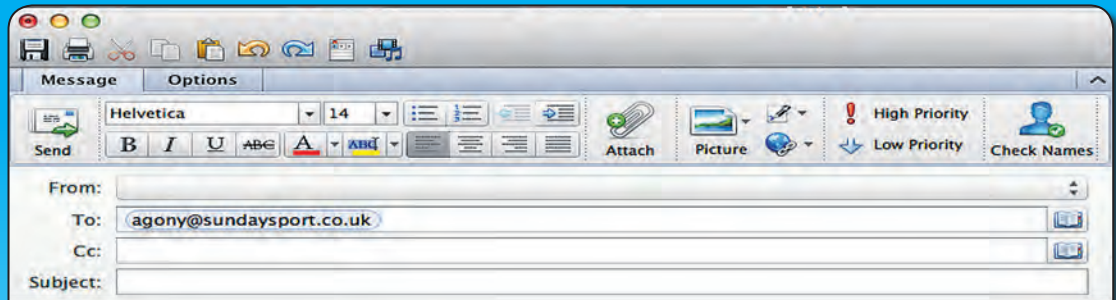 Message Options
Helvetica 14
Send B I U ABC A ABC Attach Picture High Priority Low Priority Check Names
From:
To: agony@sundaysport.co.uk
Cc:
Subject: